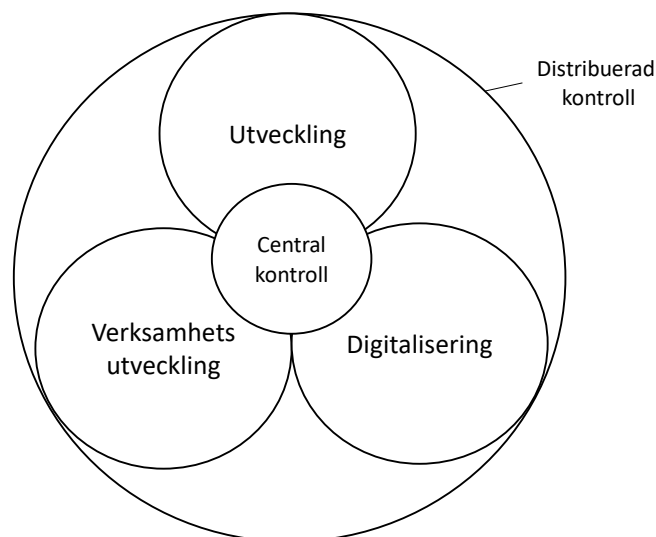 Distribuerad
kontroll
Utveckling
Central
kontroll
Verksamhets
utveckling
Digitalisering